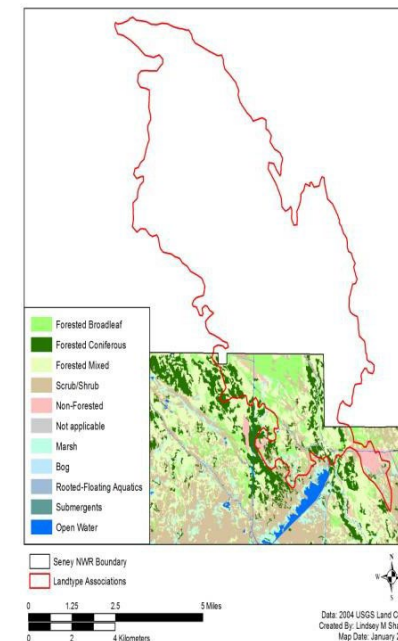 Forested Broadleaf
Forested Coniferous
Forested Mixed
Scrub/Shrub
Non-Forested
Not applicable
Marsh
Bog
Rooted-Floating Aquatics
Submergents
Open Water
Seney NWR Boundary
Landtype Associations
0 1.25 2.5 5 Miles
0 2 4 Kilometers
N
W
S
Data: 2004 USGS Land C
Created By: Lindsey M Sha
Map Date: January